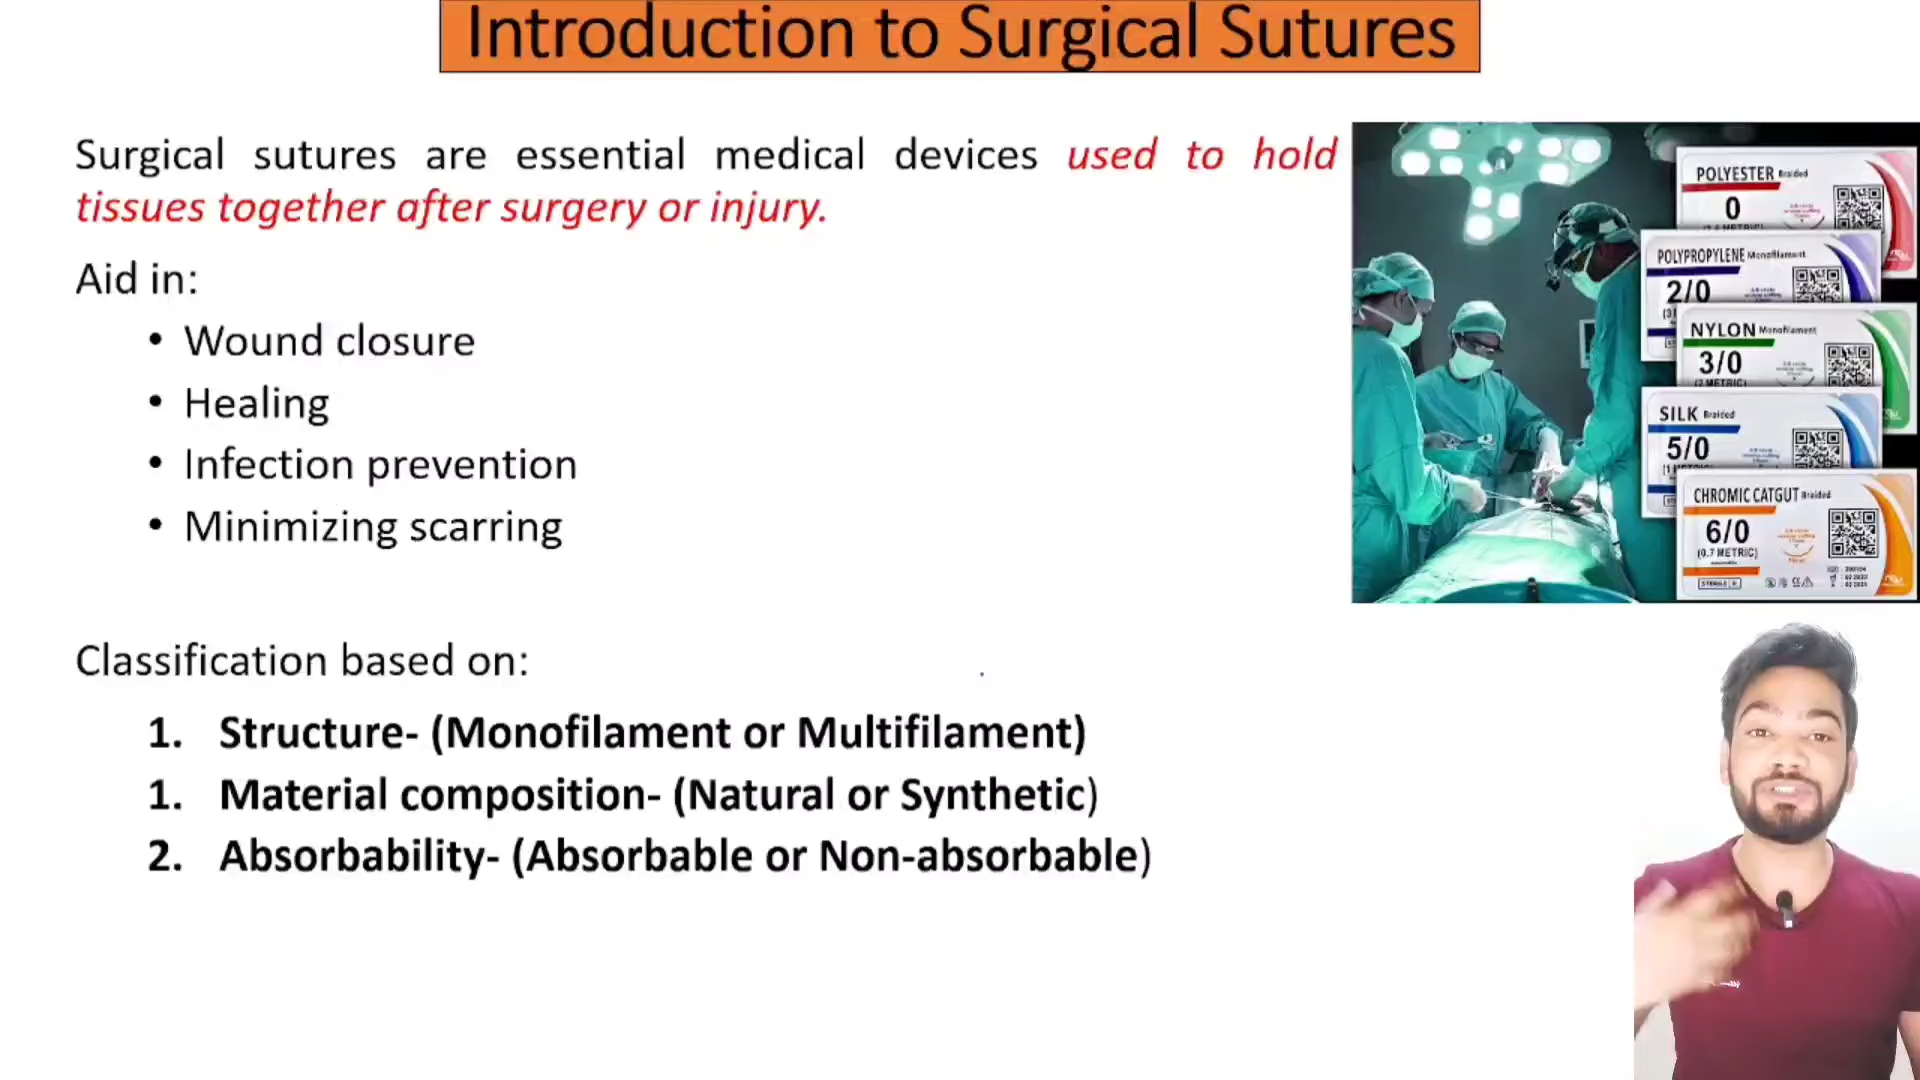 Introduction to Surgical Sutures
Surgical sutures are essential medical devices used to hold
tissues together after surgery or injury.
Aid in:
• Wound closure
• Healing
• Infection prevention
• Minimizing scarring
Classification based on:
1. Structure- (Monofilament or Multifilament)
1. Material composition- (Natural or Synthetic)
2. Absorbability- (Absorbable or Non-absorbable)
POLYESTER Braided
0
POLYPROPYLENE Monofilament
2/0
NYLON Monofilament
3/0
(2 METRIC)
SILK Braided
5/0
CHROMIC CATGUT Braided
6/0
(0.7 METRIC)
STERILE R